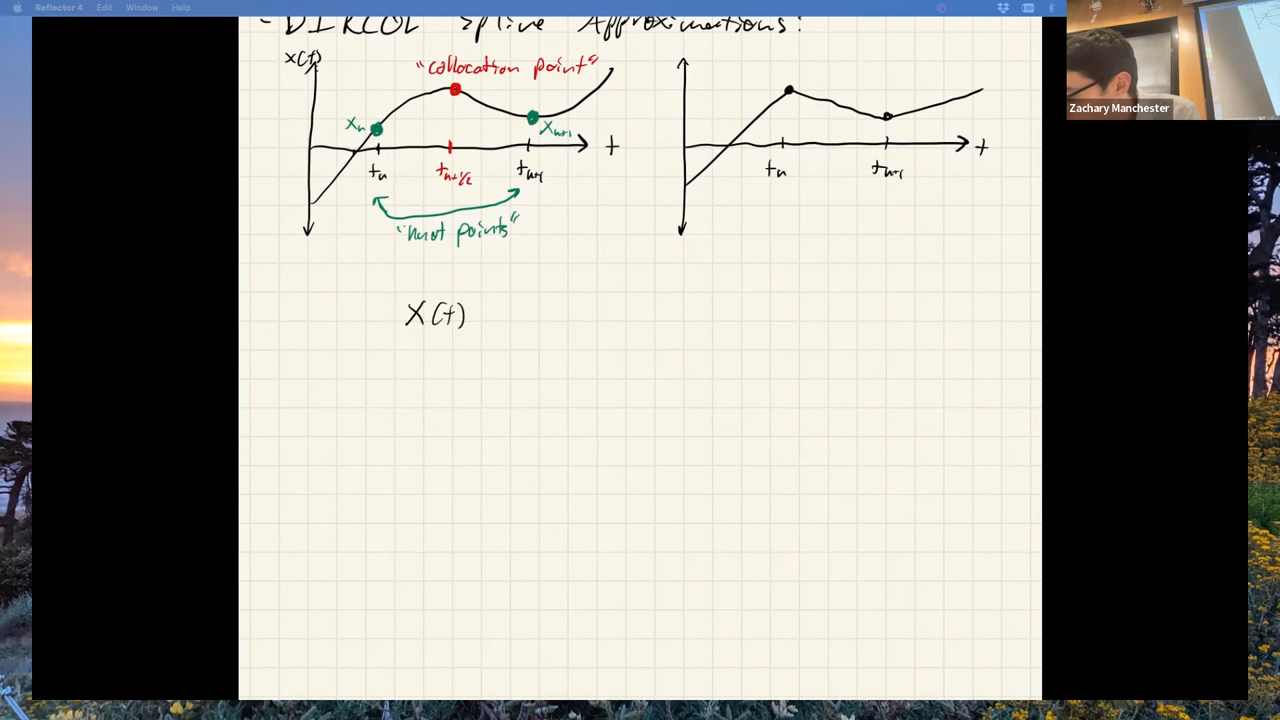 Reflector 4 Edit Window Help
- DIRCOL Spline Approximations:
Zachary Manchester
x(t)
"collocation point"
xn
xn+1
t
t
tn
tn+1/2
tn+1
tn
tn+1
"knot points"
x(t)